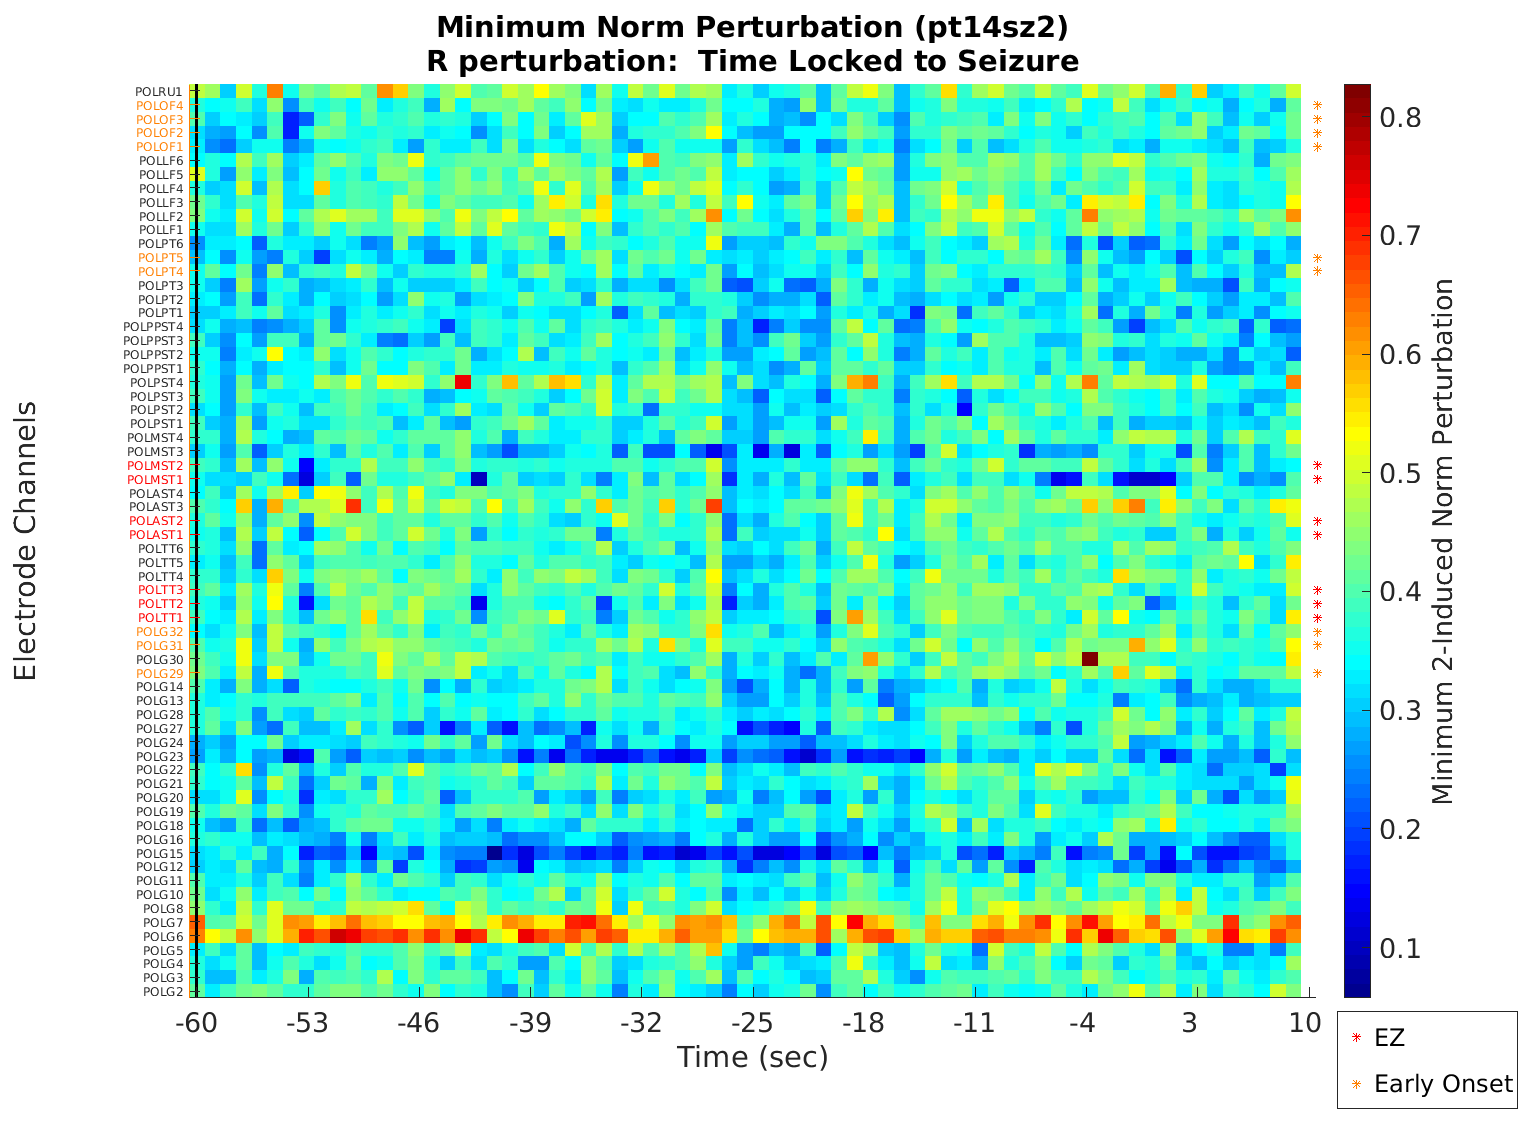 Minimum Norm Perturbation (pt14sz2)
R perturbation:  Time Locked to Seizure
Electrode Channels
POLRU1
POLOF4
POLOF3
POLOF2
POLOF1
POLLF6
POLLF5
POLLF4
POLLF3
POLLF2
POLLF1
POLPT6
POLPT5
POLPT4
POLPT3
POLPT2
POLPT1
POLPPST4
POLPPST3
POLPPST2
POLPPST1
POLPST4
POLPST3
POLPST2
POLPST1
POLMST4
POLMST3
POLMST2
POLMST1
POLAST4
POLAST3
POLAST2
POLAST1
POLTT6
POLTT5
POLTT4
POLTT3
POLTT2
POLTT1
POLG32
POLG31
POLG30
POLG29
POLG14
POLG13
POLG28
POLG27
POLG24
POLG23
POLG22
POLG21
POLG20
POLG19
POLG18
POLG16
POLG15
POLG12
POLG11
POLG10
POLG8
POLG7
POLG6
POLG5
POLG4
POLG3
POLG2
-60 -53 -46 -39 -32 -25 -18 -11 -4 3 10
Time (sec)
0.8
0.7
0.6
0.5
0.4
0.3
0.2
0.1
Minimum 2-Induced Norm Perturbation
EZ
Early Onset